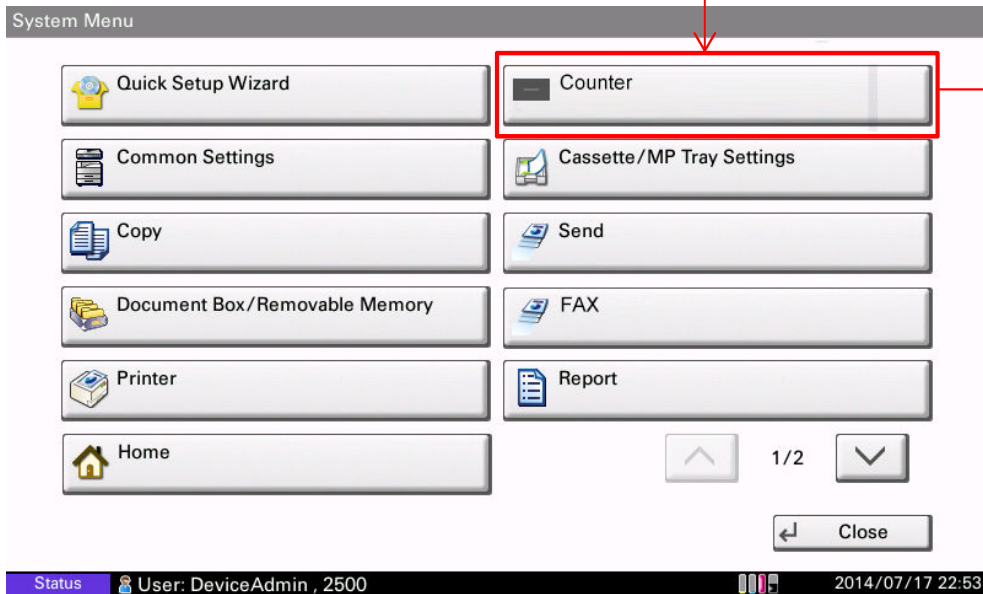 System Menu
Quick Setup Wizard
Counter
Common Settings
Cassette/MP Tray Settings
Copy
Send
Document Box/Removable Memory
FAX
Printer
Report
Home
1/2
Close
Status User: DeviceAdmin , 2500 2014/07/17 22:53